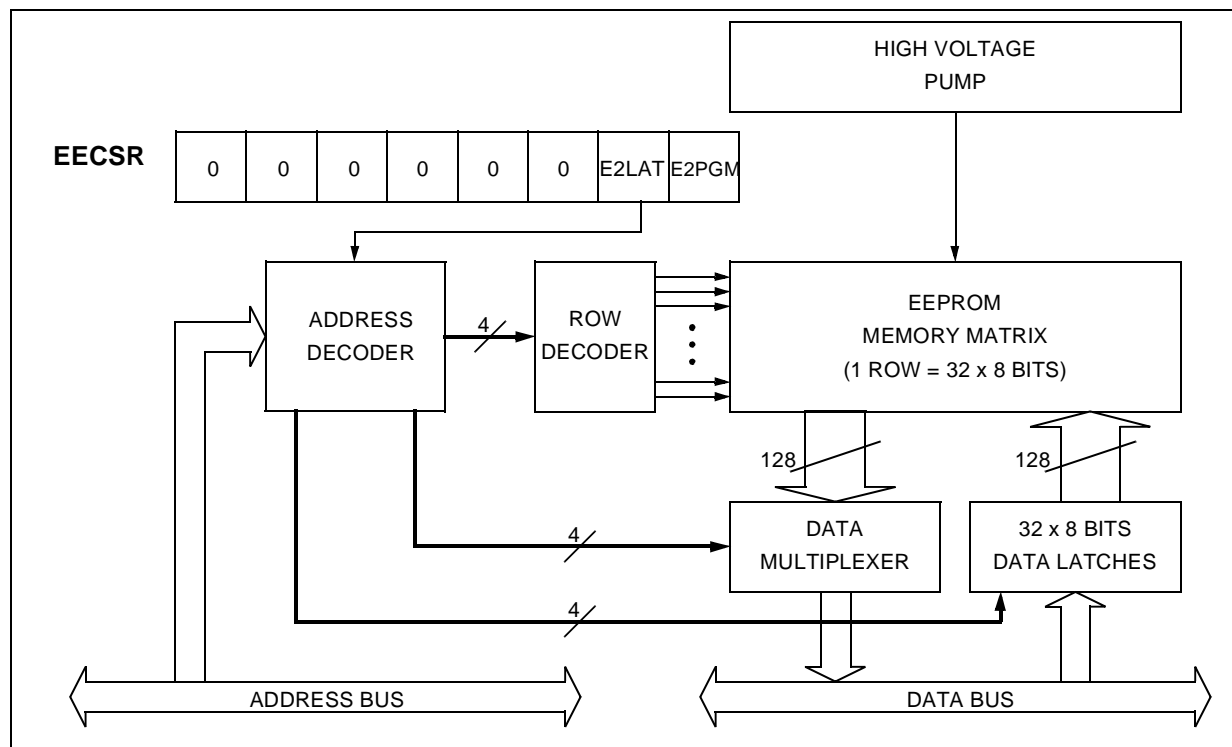 HIGH VOLTAGE
PUMP
EECSR
0 0 0 0 0 0 E2LAT E2PGM
ADDRESS
DECODER
4
ROW
DECODER
EEPROM
MEMORY MATRIX
(1 ROW = 32 x 8 BITS)
128
128
4
DATA
MULTIPLEXER
32 x 8 BITS
DATA LATCHES
4
ADDRESS BUS
DATA BUS